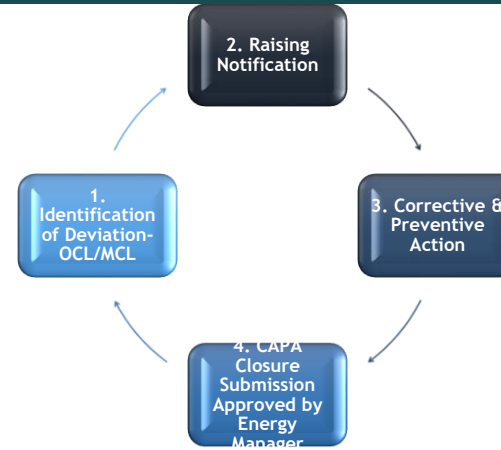 2. Raising
Notification
1.
Identification
of Deviation-
OCL/MCL
3. Corrective &
Preventive
Action
4. CAPA
Closure
Submission
Approved by
Energy
Manager